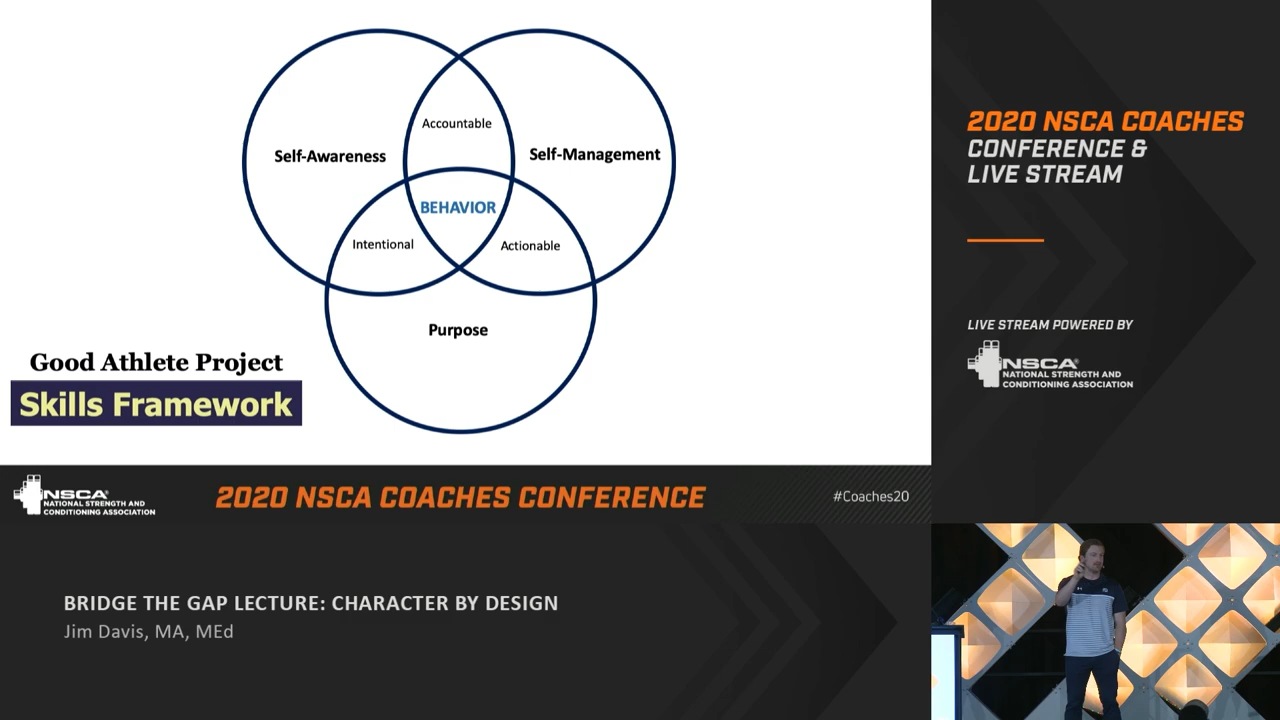 Accountable
Self-Awareness
Self-Management
BEHAVIOR
Intentional
Actionable
Purpose
Good Athlete Project
Skills Framework
NSCA
NATIONAL STRENGTH AND
CONDITIONING ASSOCIATION
2020 NSCA COACHES CONFERENCE
#Coaches20
BRIDGE THE GAP LECTURE: CHARACTER BY DESIGN
Jim Davis, MA, MEd
2020 NSCA COACHES
CONFERENCE &
LIVE STREAM
LIVE STREAM POWERED BY
NSCA®
NATIONAL STRENGTH AND
CONDITIONING ASSOCIATION